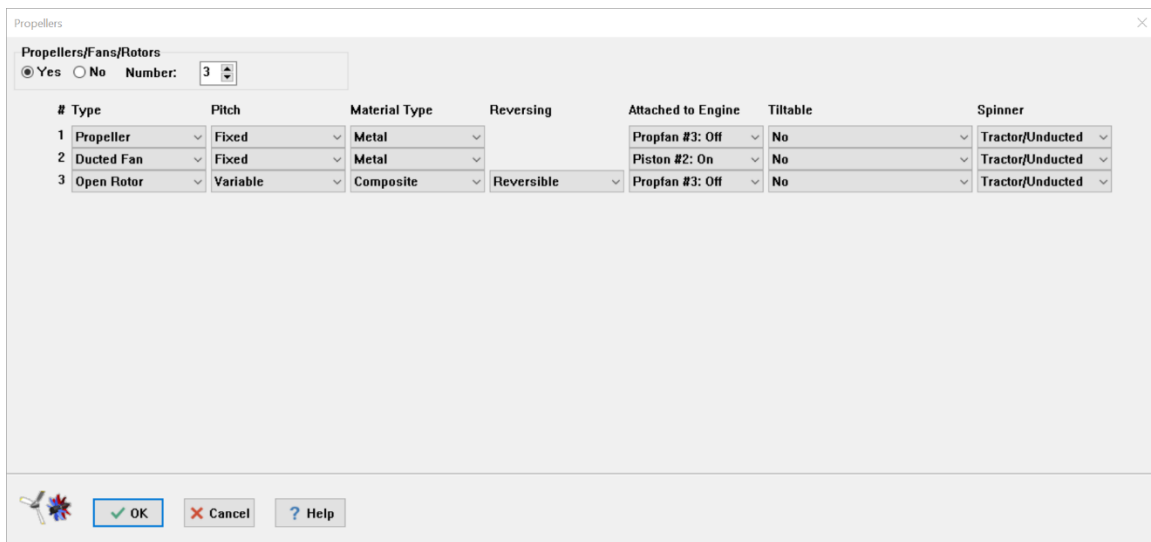 Propellers
Propellers/Fans/Rotors
Yes No Number: 3
# Type Pitch Material Type Reversing Attached to Engine Tiltable Spinner
1 Propeller Fixed Metal Propfan #3: Off No Tractor/Unducted
2 Ducted Fan Fixed Metal Piston #2: On No Tractor/Unducted
3 Open Rotor Variable Composite Reversible Propfan #3: Off No Tractor/Unducted
OK Cancel ? Help